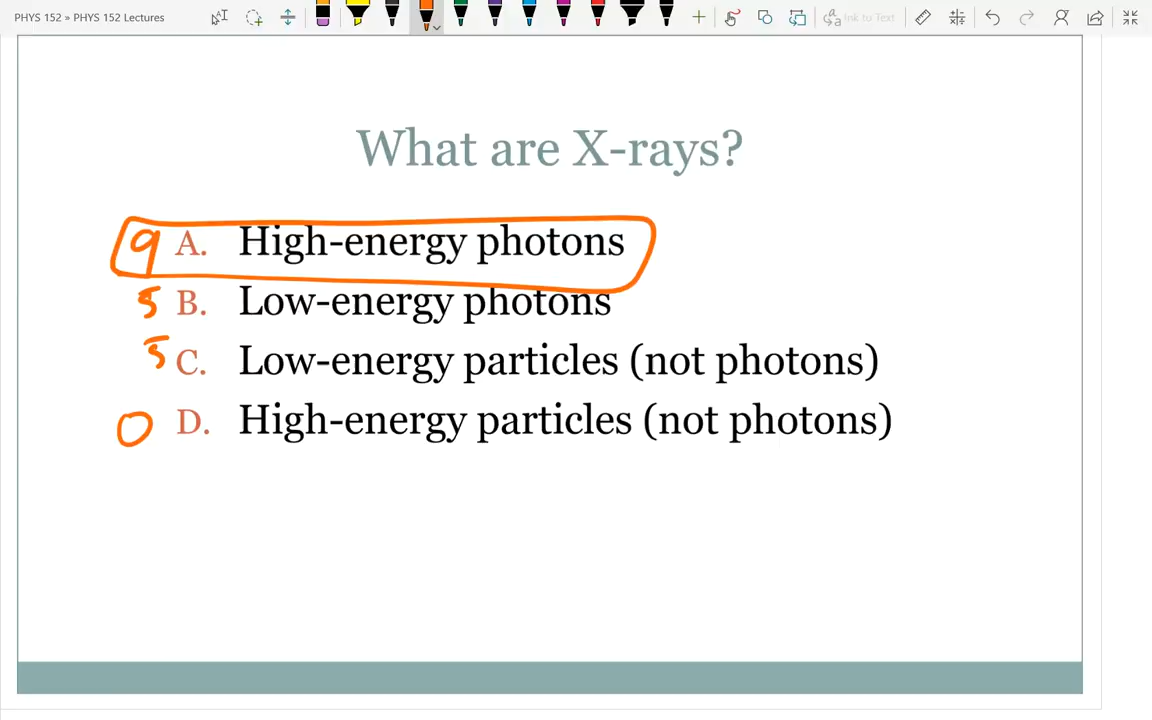 PHYS 152 » PHYS 152 Lectures
Ink to Text
What are X-rays?
9 A. High-energy photons
5 B. Low-energy photons
5 C. Low-energy particles (not photons)
0 D. High-energy particles (not photons)